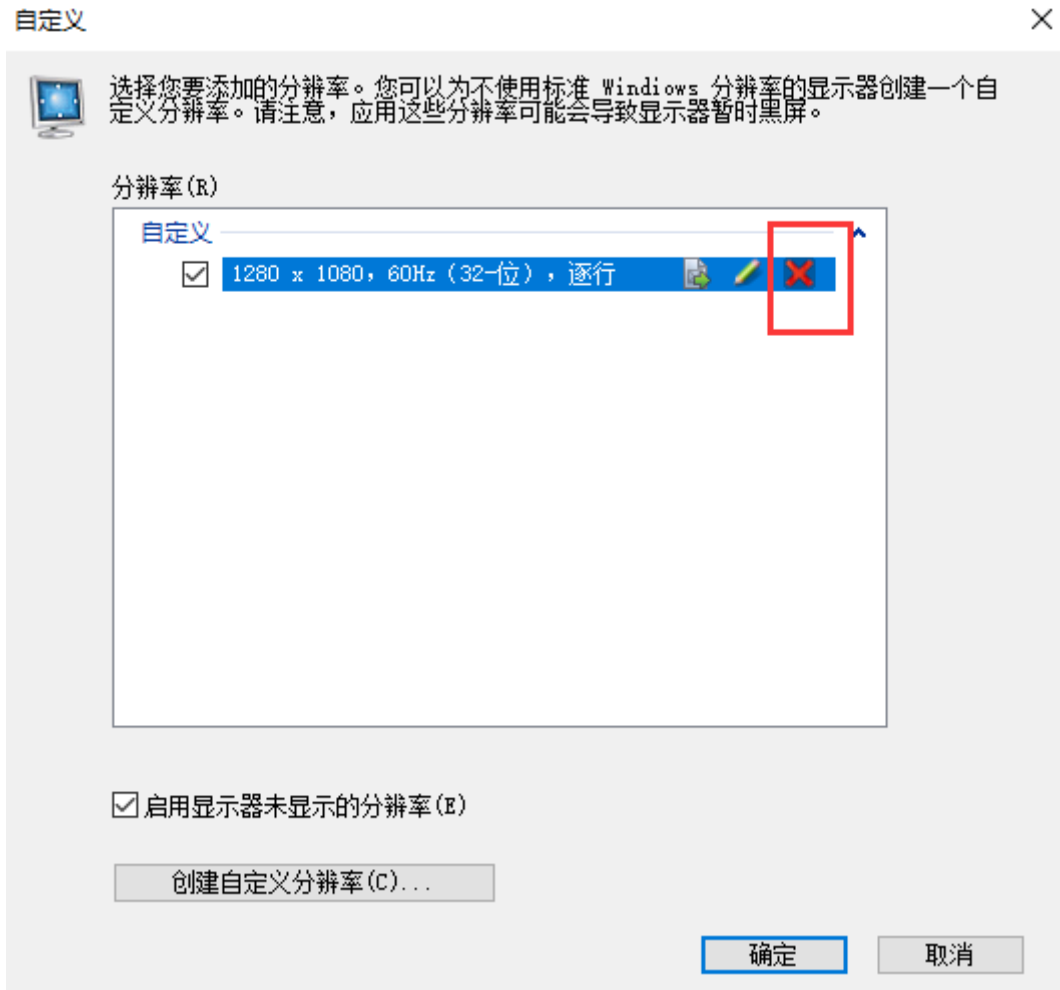 自定义
选择您要添加的分辨率。您可以为不使用标准 Windiows 分辨率的显示器创建一个自
定义分辨率。请注意，应用这些分辨率可能会导致显示器暂时黑屏。
分辨率(R)
自定义
1280 x 1080，60Hz（32-位），逐行
启用显示器未显示的分辨率(E)
创建自定义分辨率(C)...
确定
取消